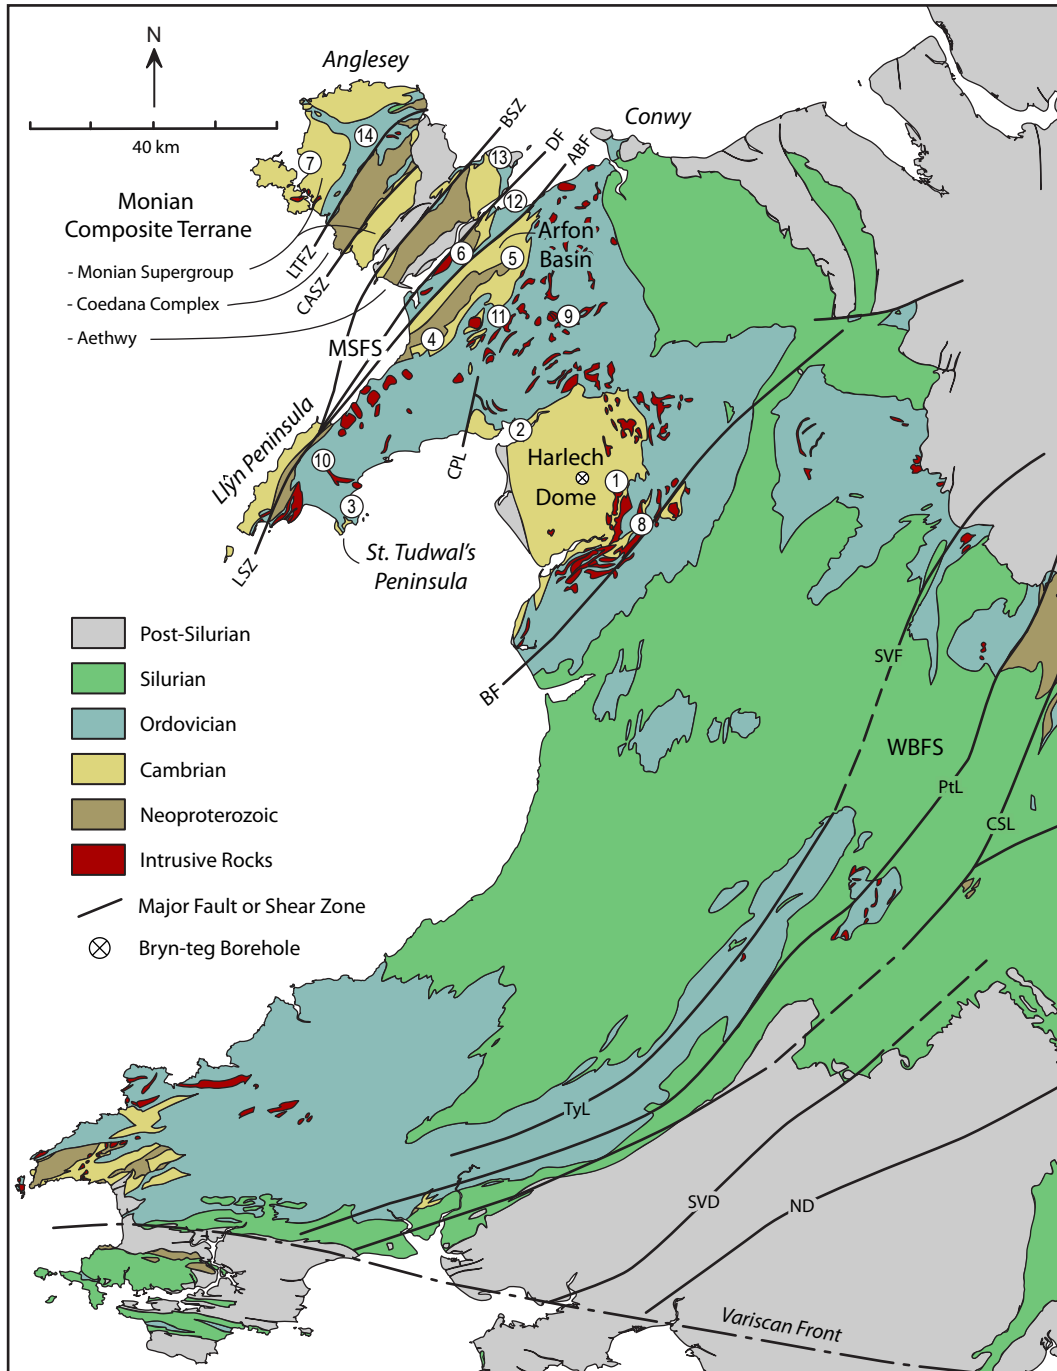 N
40 km
Anglesey
Conwy
BSZ
DF
ABF
14
7
13
12
6
5
4
11
9
Monian
Composite Terrane
- Monian Supergroup
- Coedana Complex
- Aethwy
LTFZ
CASZ
MSFS
Arfon
Basin
Llŷn Peninsula
10
3
2
1
8
CPL
Harlech
Dome
LSZ
St. Tudwal's
Peninsula
BF
SVF
WBFS
PtL
CSL
Post-Silurian
Silurian
Ordovician
Cambrian
Neoproterozoic
Intrusive Rocks
Major Fault or Shear Zone
Bryn-teg Borehole
TyL
SVD
ND
Variscan Front